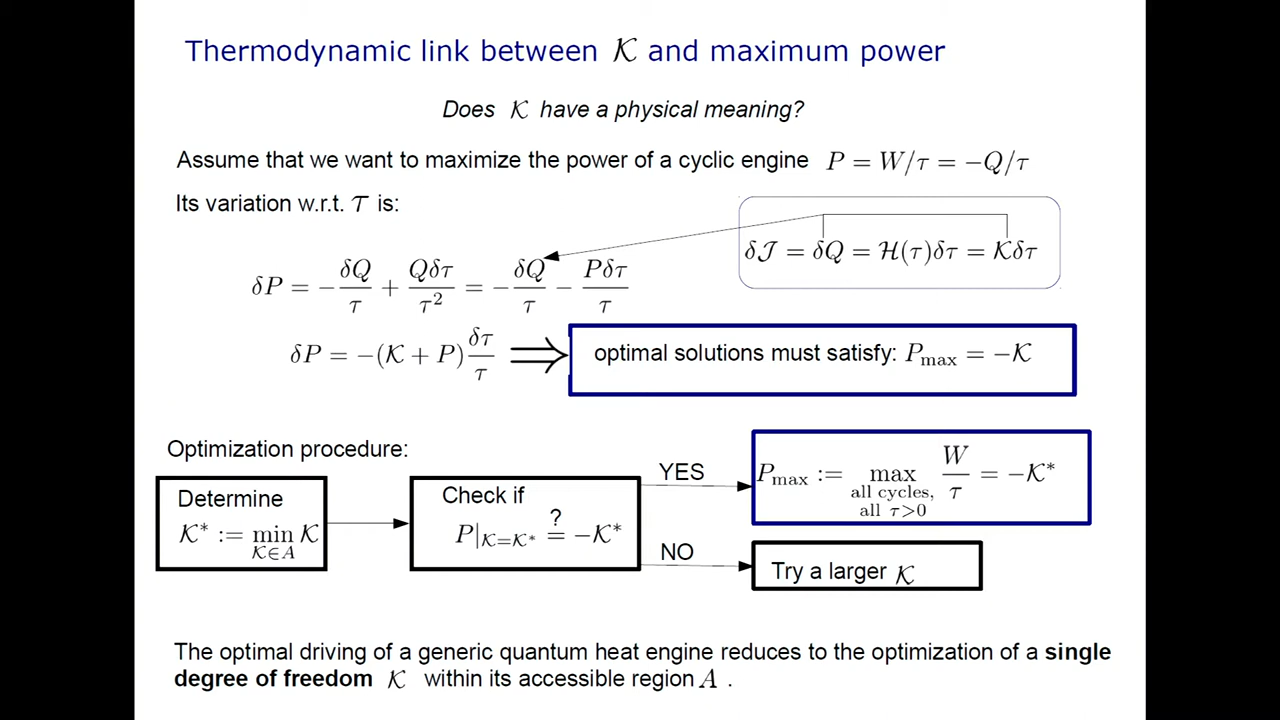 Thermodynamic link between 𝒦 and maximum power
Does 𝒦 have a physical meaning?
Assume that we want to maximize the power of a cyclic engine P = W/τ = −Q/τ
Its variation w.r.t. τ is:
δ𝒥 = δQ = ℋ(τ)δτ = 𝒦δτ
δP = −δQ/τ + Qδτ/τ² = −δQ/τ − Pδτ/τ
δP = −(𝒦 + P)δτ/τ ⟹ optimal solutions must satisfy: P_max = −𝒦
Optimization procedure:
Determine
𝒦* := min_{𝒦∈A} 𝒦
Check if
P|_{𝒦=𝒦*} =^? −𝒦*
YES
P_max := max_{all cycles, all τ>0} W/τ = −𝒦*
NO
Try a larger 𝒦
The optimal driving of a generic quantum heat engine reduces to the optimization of a single
degree of freedom 𝒦 within its accessible region A .